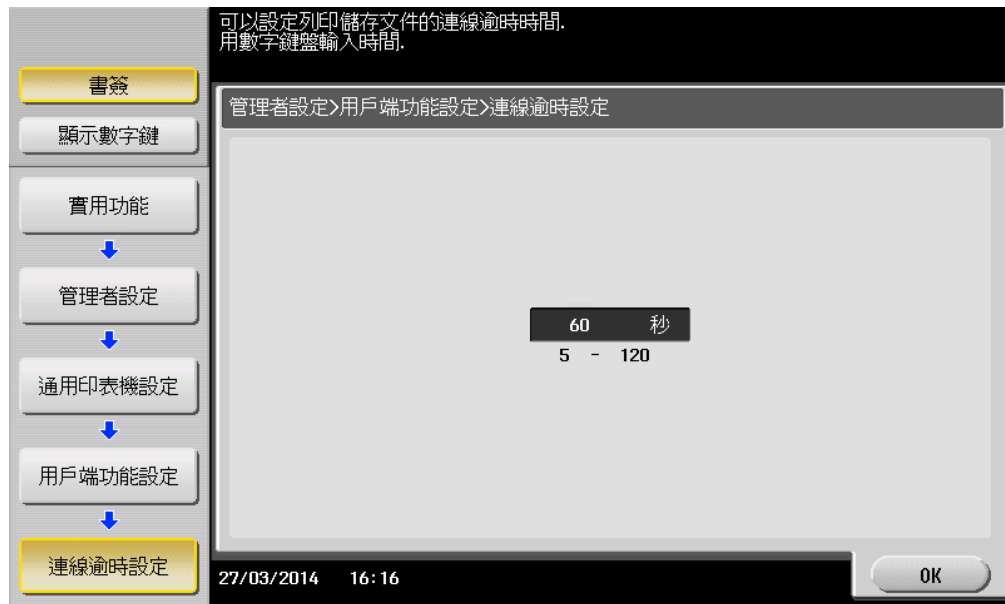 可以設定列印儲存文件的連線逾時時間.
用數字鍵盤輸入時間.
書簽
顯示數字鍵
實用功能
管理者設定
通用印表機設定
用戶端功能設定
連線逾時設定
管理者設定>用戶端功能設定>連線逾時設定
60 秒
5 - 120
27/03/2014 16:16
OK